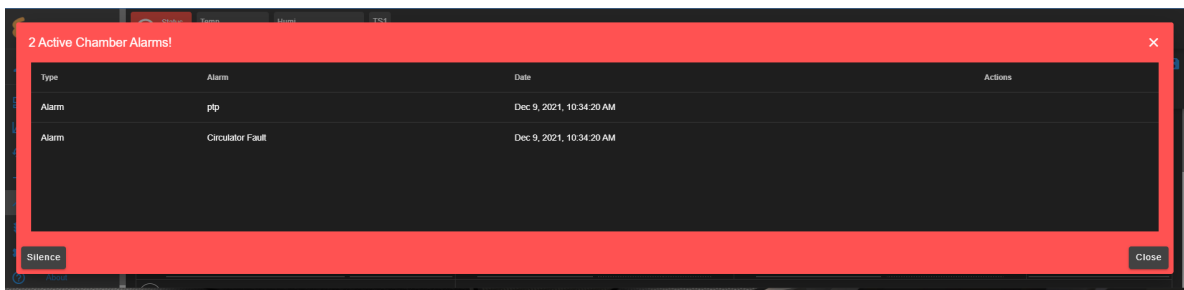 Status Temp Humi TS1
2 Active Chamber Alarms!
Type Alarm Date Actions
Alarm ptp Dec 9, 2021, 10:34:20 AM
Alarm Circulator Fault Dec 9, 2021, 10:34:20 AM
Silence Close
About